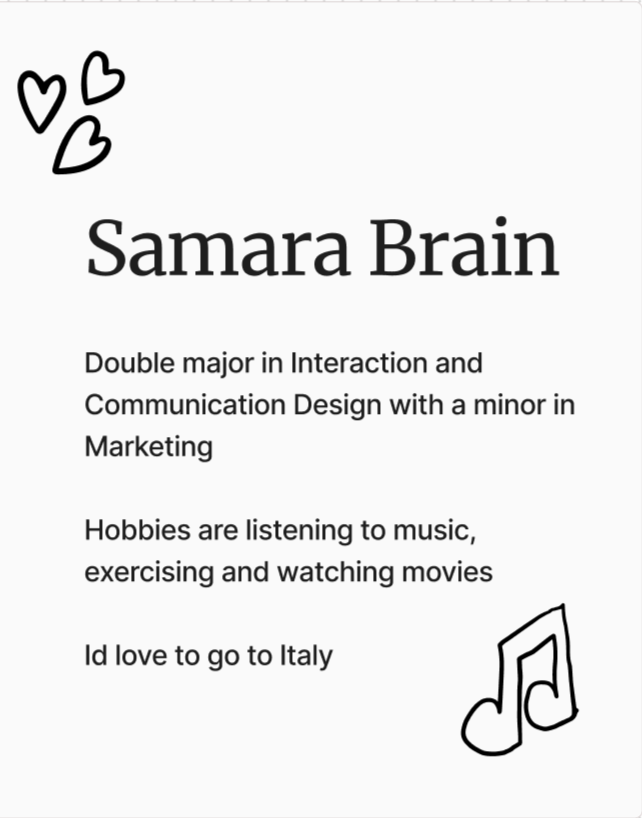 Samara Brain
Double major in Interaction and
Communication Design with a minor in
Marketing
Hobbies are listening to music,
exercising and watching movies
Id love to go to Italy